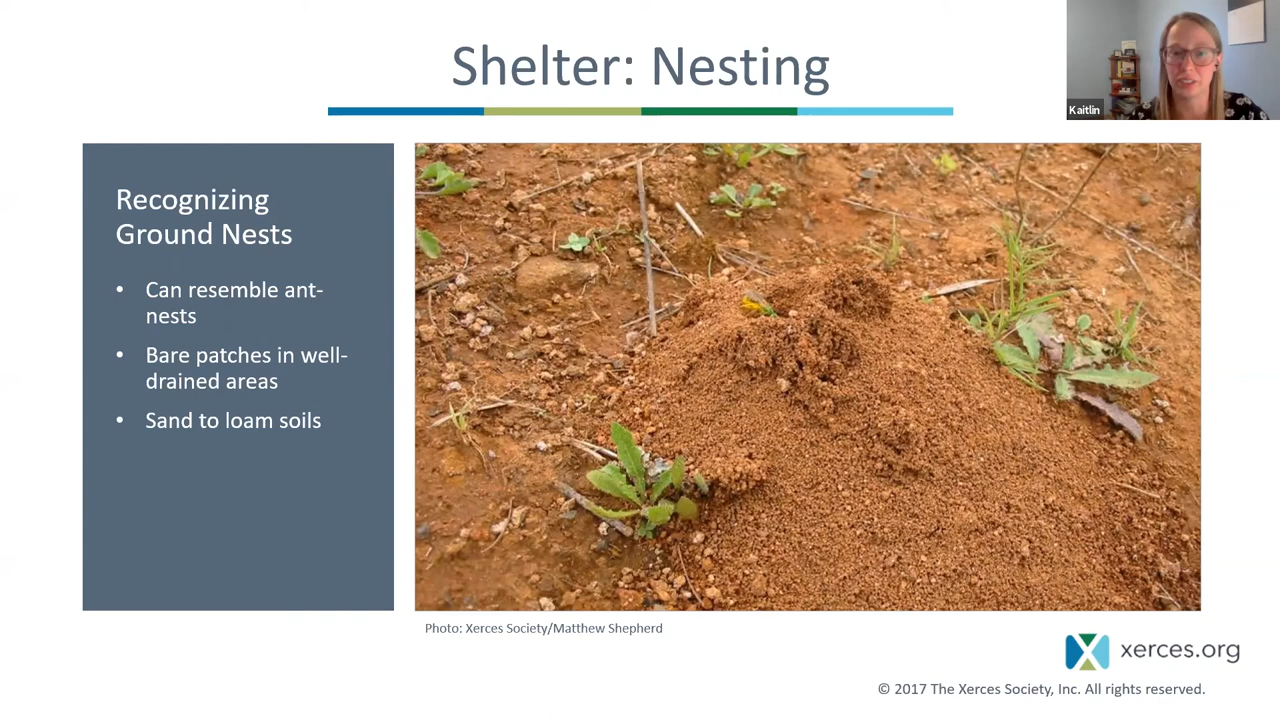 Shelter: Nesting
Kaitlin
Recognizing
Ground Nests
• Can resemble ant-
nests
• Bare patches in well-
drained areas
• Sand to loam soils
Photo: Xerces Society/Matthew Shepherd
xerces.org
© 2017 The Xerces Society, Inc. All rights reserved.